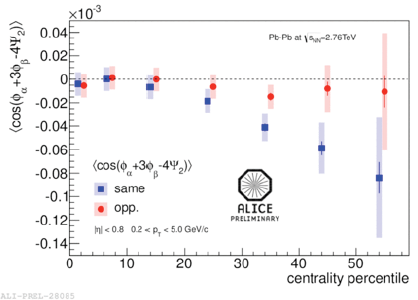 ×10⁻³
Pb-Pb at √sNN=2.76TeV
⟨cos(ϕα+3ϕβ-4Ψ2)⟩
0.04
0.02
0
-0.02
-0.04
-0.06
-0.08
-0.1
-0.12
-0.14
⟨cos(ϕα+3ϕβ-4Ψ2)⟩
same
opp.
|η| < 0.8 0.2 < pT < 5.0 GeV/c
ALICE
PRELIMINARY
0 10 20 30 40 50 60
centrality percentile
ALI-PREL-28065